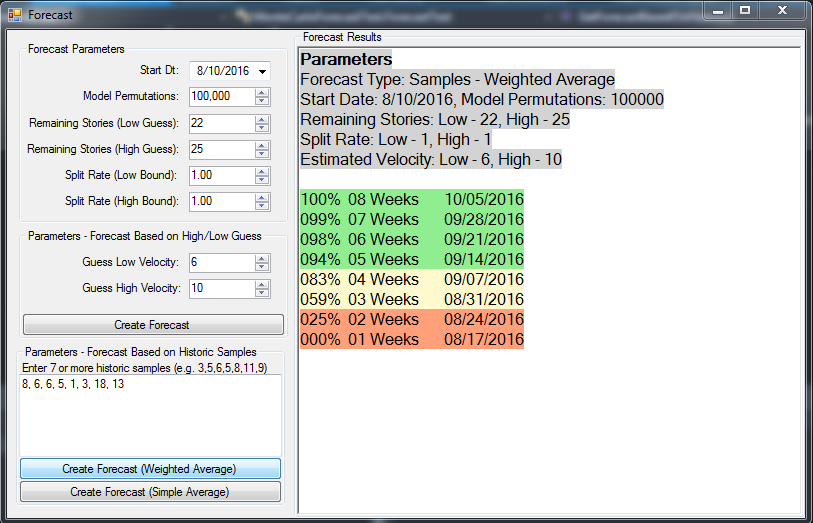 Forecast
Forecast Parameters
Start Dt: 8/10/2016
Model Permutations: 100,000
Remaining Stories (Low Guess): 22
Remaining Stories (High Guess): 25
Split Rate (Low Bound): 1.00
Split Rate (High Bound): 1.00
Parameters - Forecast Based on High/Low Guess
Guess Low Velocity: 6
Guess High Velocity: 10
Create Forecast
Parameters - Forecast Based on Historic Samples
Enter 7 or more historic samples (e.g. 3,5,6,5,8,11,9)
8, 6, 6, 5, 1, 3, 18, 13
Create Forecast (Weighted Average)
Create Forecast (Simple Average)
Forecast Results
Parameters
Forecast Type: Samples - Weighted Average
Start Date: 8/10/2016, Model Permutations: 100000
Remaining Stories: Low - 22, High - 25
Split Rate: Low - 1, High - 1
Estimated Velocity: Low - 6, High - 10
100% 08 Weeks 10/05/2016
099% 07 Weeks 09/28/2016
098% 06 Weeks 09/21/2016
094% 05 Weeks 09/14/2016
083% 04 Weeks 09/07/2016
059% 03 Weeks 08/31/2016
025% 02 Weeks 08/24/2016
000% 01 Weeks 08/17/2016